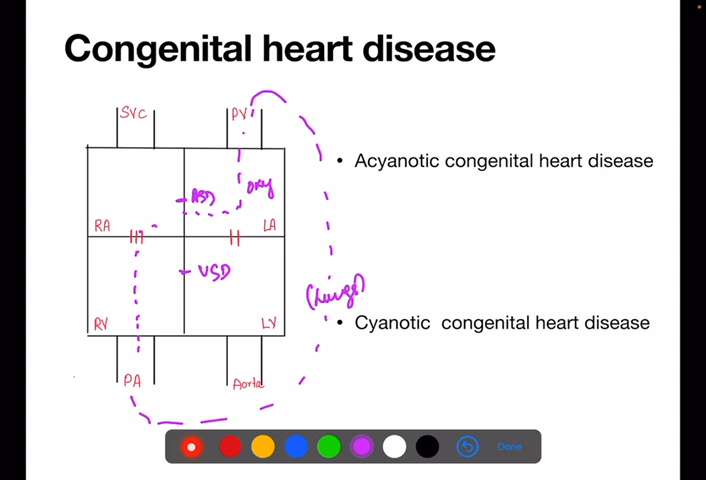 Congenital heart disease
SVC
PV
• Acyanotic congenital heart disease
ASD
oxy
RA
LA
VSD
(Lungs)
RV
LV
• Cyanotic congenital heart disease
PA
Aorta
Done